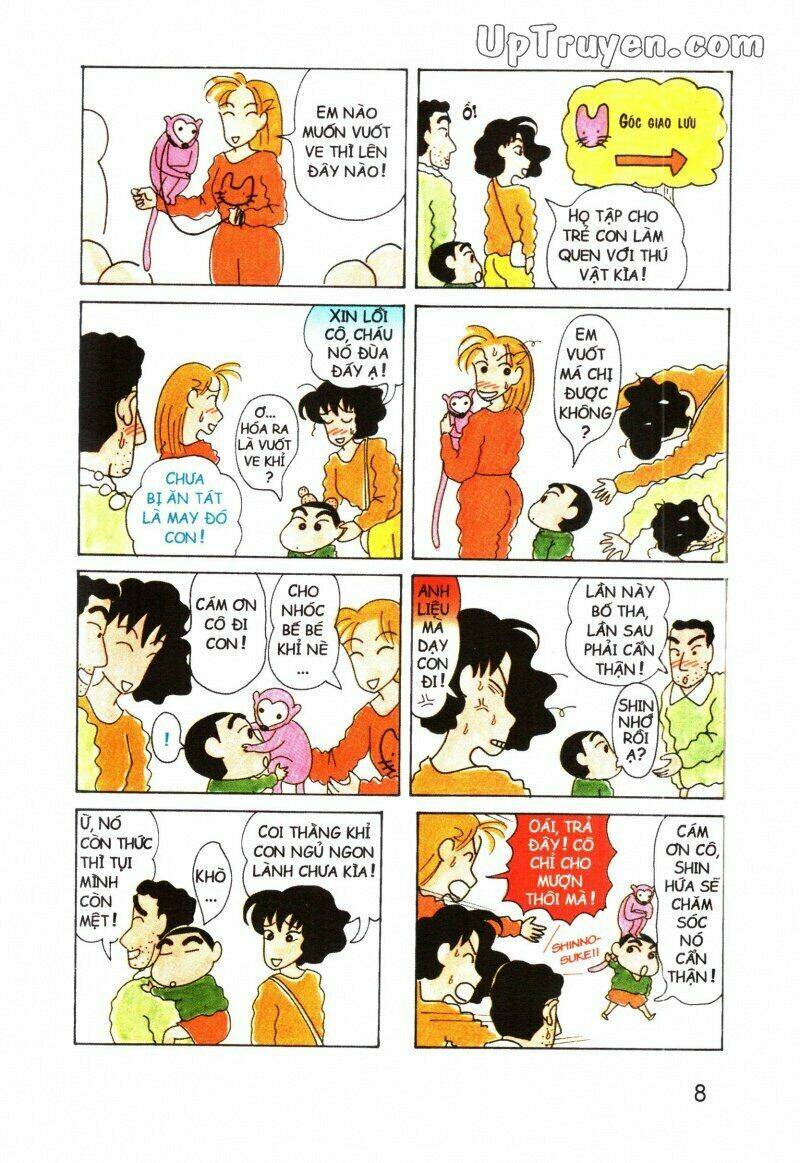 UpTruyen.com
GÓC GIAO LƯU
Ồ!
HỌ TẬP CHO
TRẺ CON LÀM
QUEN VỚI THÚ
VẬT KÌA!
EM NÀO
MUỐN VUỐT
VE THÌ LÊN
ĐÂY NÀO!
EM
VUỐT
MÁ CHỊ
ĐƯỢC
KHÔNG
?
XIN LỖI
CÔ, CHÁU
NÓ ĐÙA
ĐẤY Ạ!
Ơ...
HÓA RA
LÀ VUỐT
VE KHỈ
?
CHƯA
BỊ ĂN TÁT
LÀ MAY ĐÓ
CON!
LẦN NÀY
BỐ THA,
LẦN SAU
PHẢI CẨN
THẬN!
SHIN
NHỚ
RỒI
Ạ?
ANH
LIỆU
MÀ
DẠY
CON
ĐI!
CHO
NHÓC
BẾ BÉ
KHỈ NÈ
...
CÁM ƠN
CÔ ĐI
CON!
!
CÁM
ƠN CÔ,
SHIN
HỨA SẼ
CHĂM
SÓC
NÓ
CẨN
THẬN!
OÁI, TRẢ
ĐÂY! CÔ
CHỈ CHO
MƯỢN
THÔI MÀ!
SHINNO-
SUKE!!
COI THẰNG KHỈ
CON NGỦ NGON
LÀNH CHƯA KÌA!
KHÒ
...
Ừ, NÓ
CÒN THỨC
THÌ TỤI
MÌNH
CÒN
MỆT!
8